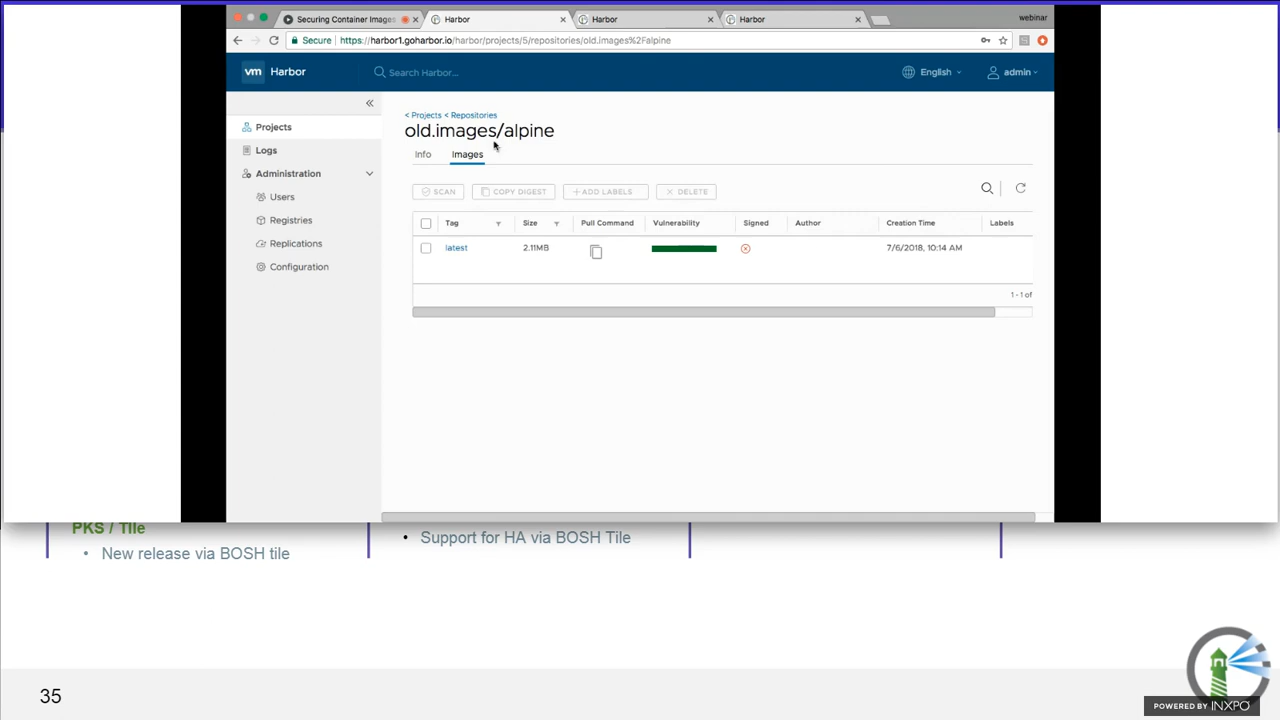 Securing Container Images
Harbor
Harbor
Harbor
webinar
Secure
https://harbor1.goharbor.io/harbor/projects/5/repositories/old.images%2Falpine
vm Harbor
Search Harbor...
English
admin
Projects
Logs
Administration
Users
Registries
Replications
Configuration
< Projects < Repositories
old.images/alpine
Info Images
SCAN COPY DIGEST + ADD LABELS DELETE
Tag Size Pull Command Vulnerability Signed Author Creation Time Labels
latest 2.11MB 7/6/2018, 10:14 AM
1 - 1 of
PKS / Tile
• New release via BOSH tile
• Support for HA via BOSH Tile
35
POWERED BY INXPO